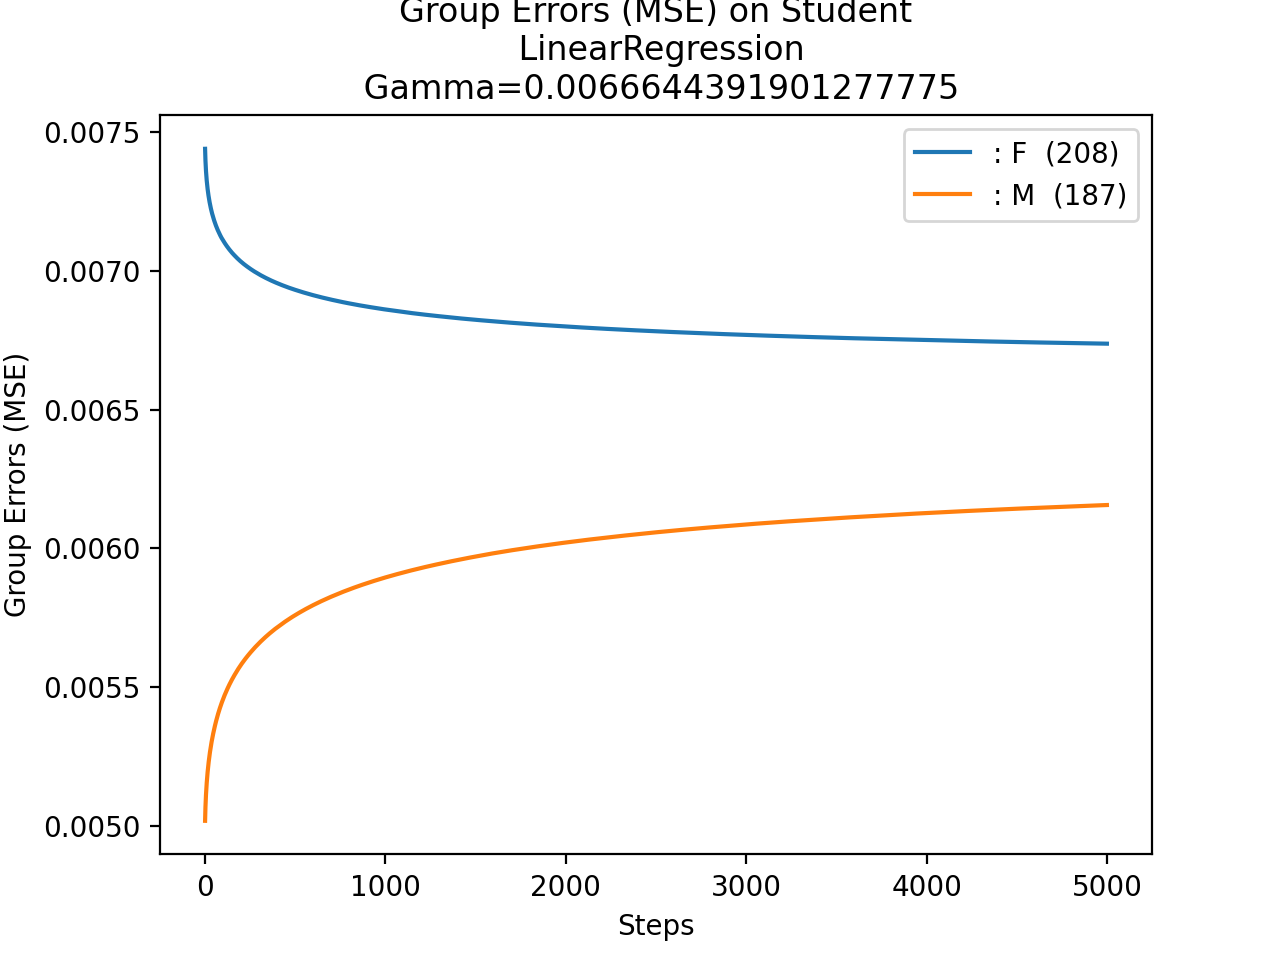 Group Errors (MSE) on Student
LinearRegression
Gamma=0.0066644391901277775
0.0075
0.0070
0.0065
0.0060
0.0055
0.0050
Group Errors (MSE)
: F (208)
: M (187)
0 1000 2000 3000 4000 5000
Steps